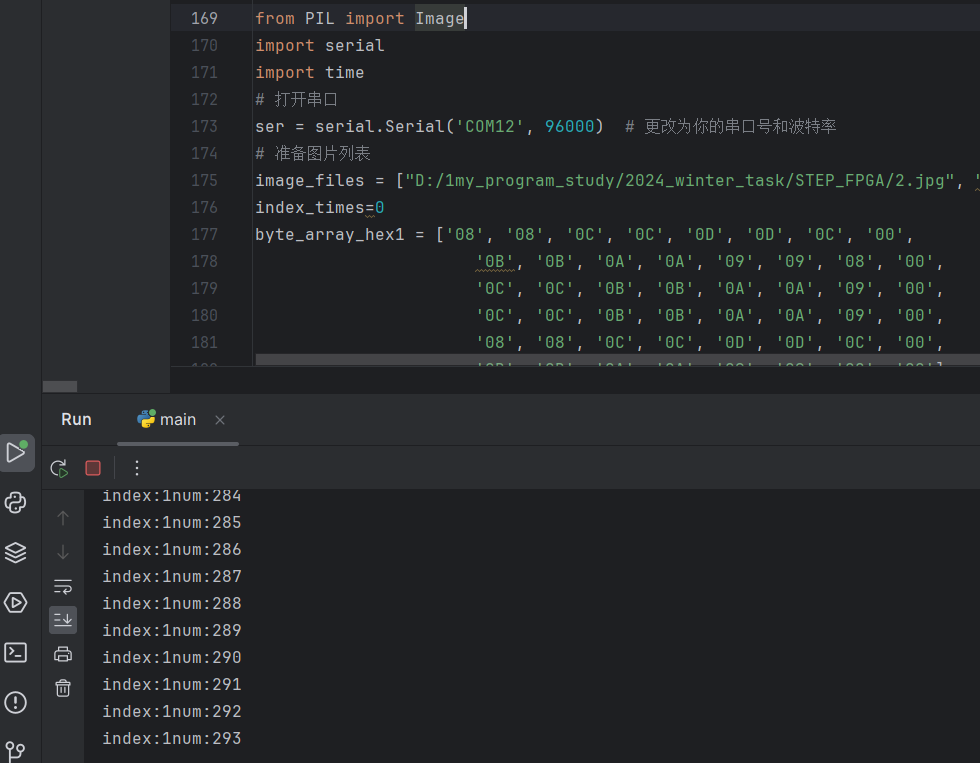 169 from PIL import Image
170 import serial
171 import time
172 # 打开串口
173 ser = serial.Serial('COM12', 96000)  # 更改为你的串口号和波特率
174 # 准备图片列表
175 image_files = ["D:/1my_program_study/2024_winter_task/STEP_FPGA/2.jpg", "
176 index_times=0
177 byte_array_hex1 = ['08', '08', '0C', '0C', '0D', '0D', '0C', '00',
178 '0B', '0B', '0A', '0A', '09', '09', '08', '00',
179 '0C', '0C', '0B', '0B', '0A', '0A', '09', '00',
180 '0C', '0C', '0B', '0B', '0A', '0A', '09', '00',
181 '08', '08', '0C', '0C', '0D', '0D', '0C', '00',
Run main
index:1num:284
index:1num:285
index:1num:286
index:1num:287
index:1num:288
index:1num:289
index:1num:290
index:1num:291
index:1num:292
index:1num:293